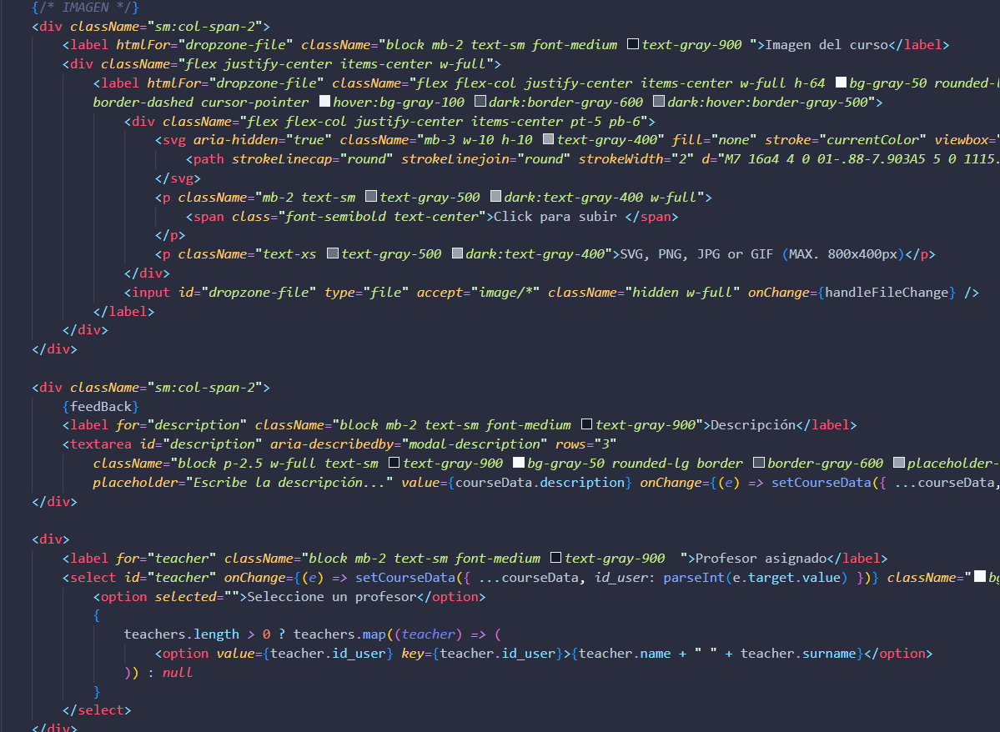 {/* IMAGEN */}
<div className="sm:col-span-2">
<label htmlFor="dropzone-file" className="block mb-2 text-sm font-medium text-gray-900 ">Imagen del curso</label>
<div className="flex justify-center items-center w-full">
<label htmlFor="dropzone-file" className="flex flex-col justify-center items-center w-full h-64 bg-gray-50 rounded-l
border-dashed cursor-pointer hover:bg-gray-100 dark:border-gray-600 dark:hover:border-gray-500">
<div className="flex flex-col justify-center items-center pt-5 pb-6">
<svg aria-hidden="true" className="mb-3 w-10 h-10 text-gray-400" fill="none" stroke="currentColor" viewbox="
<path strokeLinecap="round" strokeLinejoin="round" strokeWidth="2" d="M7 16a4 4 0 01-.88-7.903A5 5 0 1115.
</svg>
<p className="mb-2 text-sm text-gray-500 dark:text-gray-400 w-full">
<span class="font-semibold text-center">Click para subir </span>
</p>
<p className="text-xs text-gray-500 dark:text-gray-400">SVG, PNG, JPG or GIF (MAX. 800x400px)</p>
</div>
<input id="dropzone-file" type="file" accept="image/*" className="hidden w-full" onChange={handleFileChange} />
</label>
</div>
</div>
<div className="sm:col-span-2">
{feedBack}
<label for="description" className="block mb-2 text-sm font-medium text-gray-900">Descripción</label>
<textarea id="description" aria-describedby="modal-description" rows="3"
className="block p-2.5 w-full text-sm text-gray-900 bg-gray-50 rounded-lg border border-gray-600 placeholder-
placeholder="Escribe la descripción..." value={courseData.description} onChange={(e) => setCourseData({ ...courseData,
</div>
<div>
<label for="teacher" className="block mb-2 text-sm font-medium text-gray-900  ">Profesor asignado</label>
<select id="teacher" onChange={(e) => setCourseData({ ...courseData, id_user: parseInt(e.target.value) })} className="bg
<option selected="">Seleccione un profesor</option>
{
teachers.length > 0 ? teachers.map((teacher) => (
<option value={teacher.id_user} key={teacher.id_user}>{teacher.name + " " + teacher.surname}</option>
)) : null
}
</select>
</div>